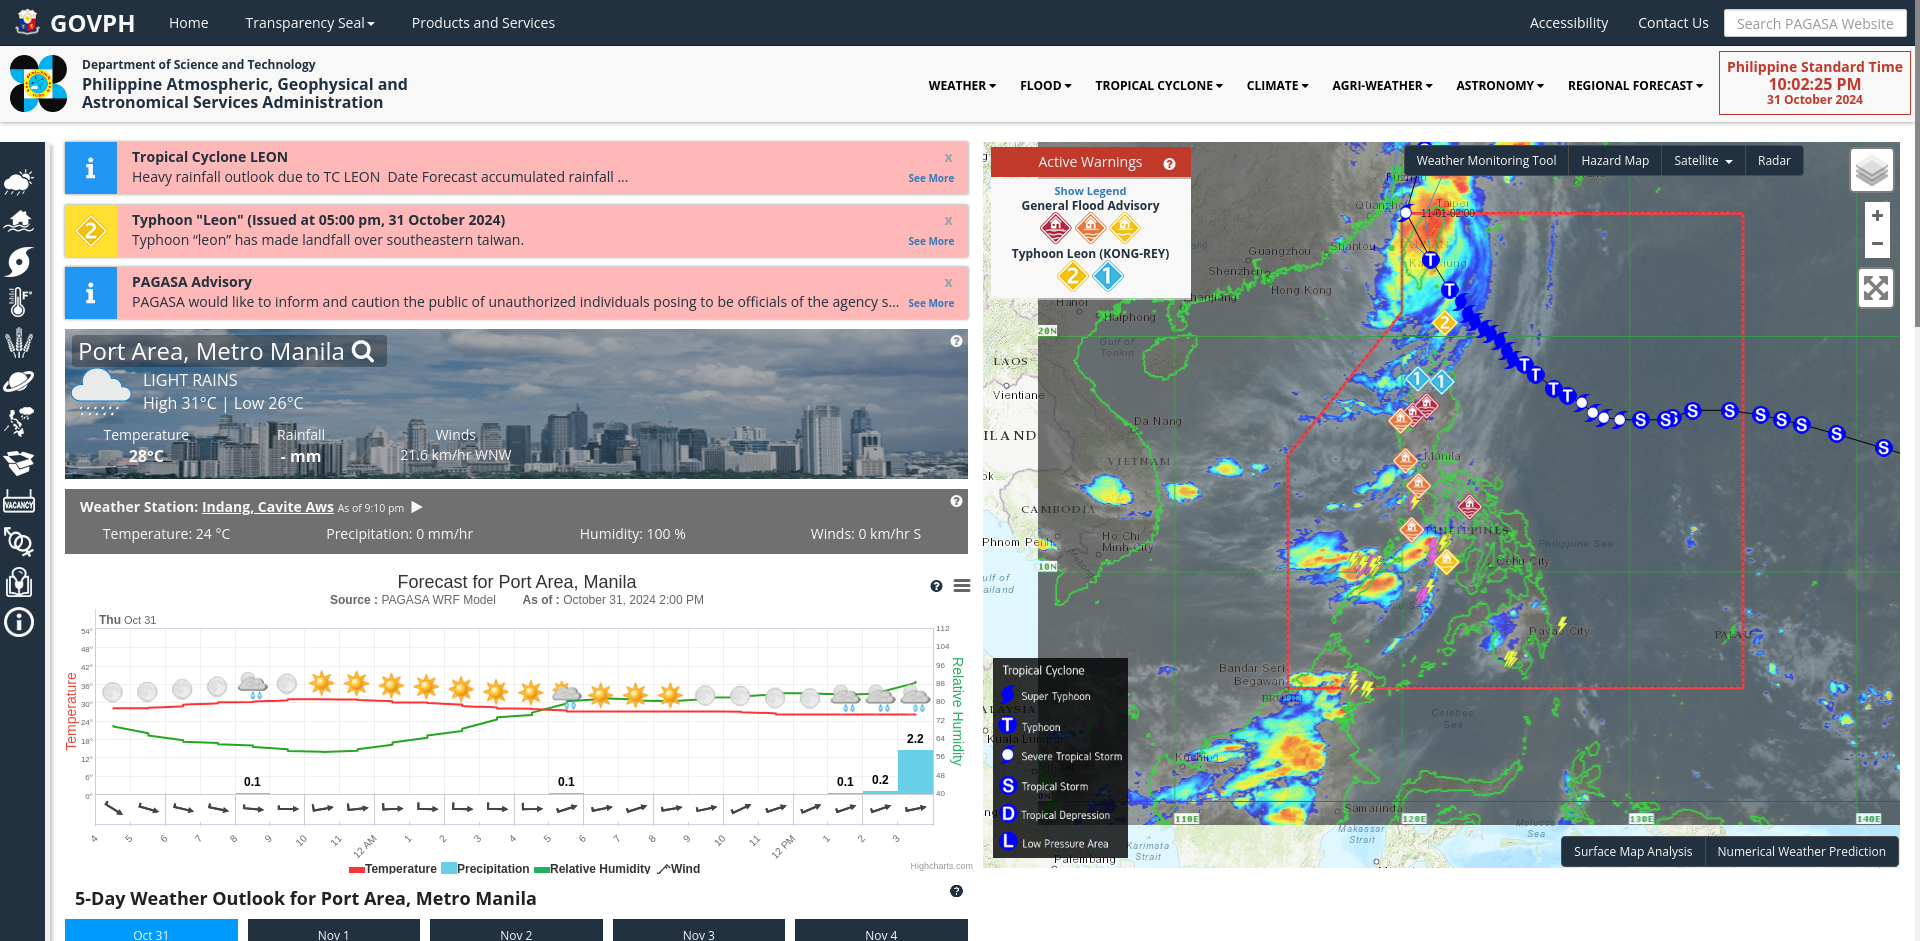 GOVPH
Home
Transparency Seal
Products and Services
Accessibility
Contact Us
Search PAGASA Website
Department of Science and Technology
Philippine Atmospheric, Geophysical and
Astronomical Services Administration
WEATHER
FLOOD
TROPICAL CYCLONE
CLIMATE
AGRI-WEATHER
ASTRONOMY
REGIONAL FORECAST
Philippine Standard Time
10:02:25 PM
31 October 2024
Tropical Cyclone LEON
x
Heavy rainfall outlook due to TC LEON Date Forecast accumulated rainfall ...
See More
2
Typhoon "Leon" (Issued at 05:00 pm, 31 October 2024)
x
Typhoon “leon” has made landfall over southeastern taiwan.
See More
PAGASA Advisory
x
PAGASA would like to inform and caution the public of unauthorized individuals posing to be officials of the agency s...
See More
Port Area, Metro Manila
LIGHT RAINS
High 31°C | Low 26°C
Temperature
Rainfall
Winds
28°C
- mm
21.6 km/hr WNW
Weather Station: Indang, Cavite Aws As of 9:10 pm
Temperature: 24 °C
Precipitation: 0 mm/hr
Humidity: 100 %
Winds: 0 km/hr S
VACANCY
Forecast for Port Area, Manila
Source : PAGASA WRF Model As of : October 31, 2024 2:00 PM
Thu Oct 31
54°
48°
42°
36°
30°
24°
18°
12°
6°
0°
Temperature
112
104
96
88
80
72
64
56
48
40
Relative Humidity
0.1
0.1
0.1
0.2
2.2
4 5 6 7 8 9 10 11 12 AM 1 2 3 4 5 6 7 8 9 10 11 12 PM 1 2 3
Temperature Precipitation Relative Humidity Wind
Highcharts.com
5-Day Weather Outlook for Port Area, Metro Manila
Oct 31
Nov 1
Nov 2
Nov 3
Nov 4
Active Warnings
Show Legend
General Flood Advisory
Typhoon Leon (KONG-REY)
2 1
Weather Monitoring Tool
Hazard Map
Satellite
Radar
+
−
Taipei
11-01-02:00
Guangzhou
Shantou
Shenzhen
Hong Kong
Zhanjiang
Hanoi
Haiphong
20N
Gulf of
Tonkin
LAOS
Vientiane
ILAND
Da Nang
VIETNAM
Manila
CAMBODIA
Ho Chi
Minh City
10N
PHILIPPINES
Philippine Sea
Cebu City
Davao City
PALAU
Bandar Seri
Begawan
BRUNEI
Celebes
Sea
Kuching
Samarinda
110E
120E
130E
140E
Makassar
Strait
Molucca
Sea
Karimata
Strait
Palembang
Tropical Cyclone
Super Typhoon
T Typhoon
Severe Tropical Storm
S Tropical Storm
D Tropical Depression
L Low Pressure Area
Surface Map Analysis
Numerical Weather Prediction